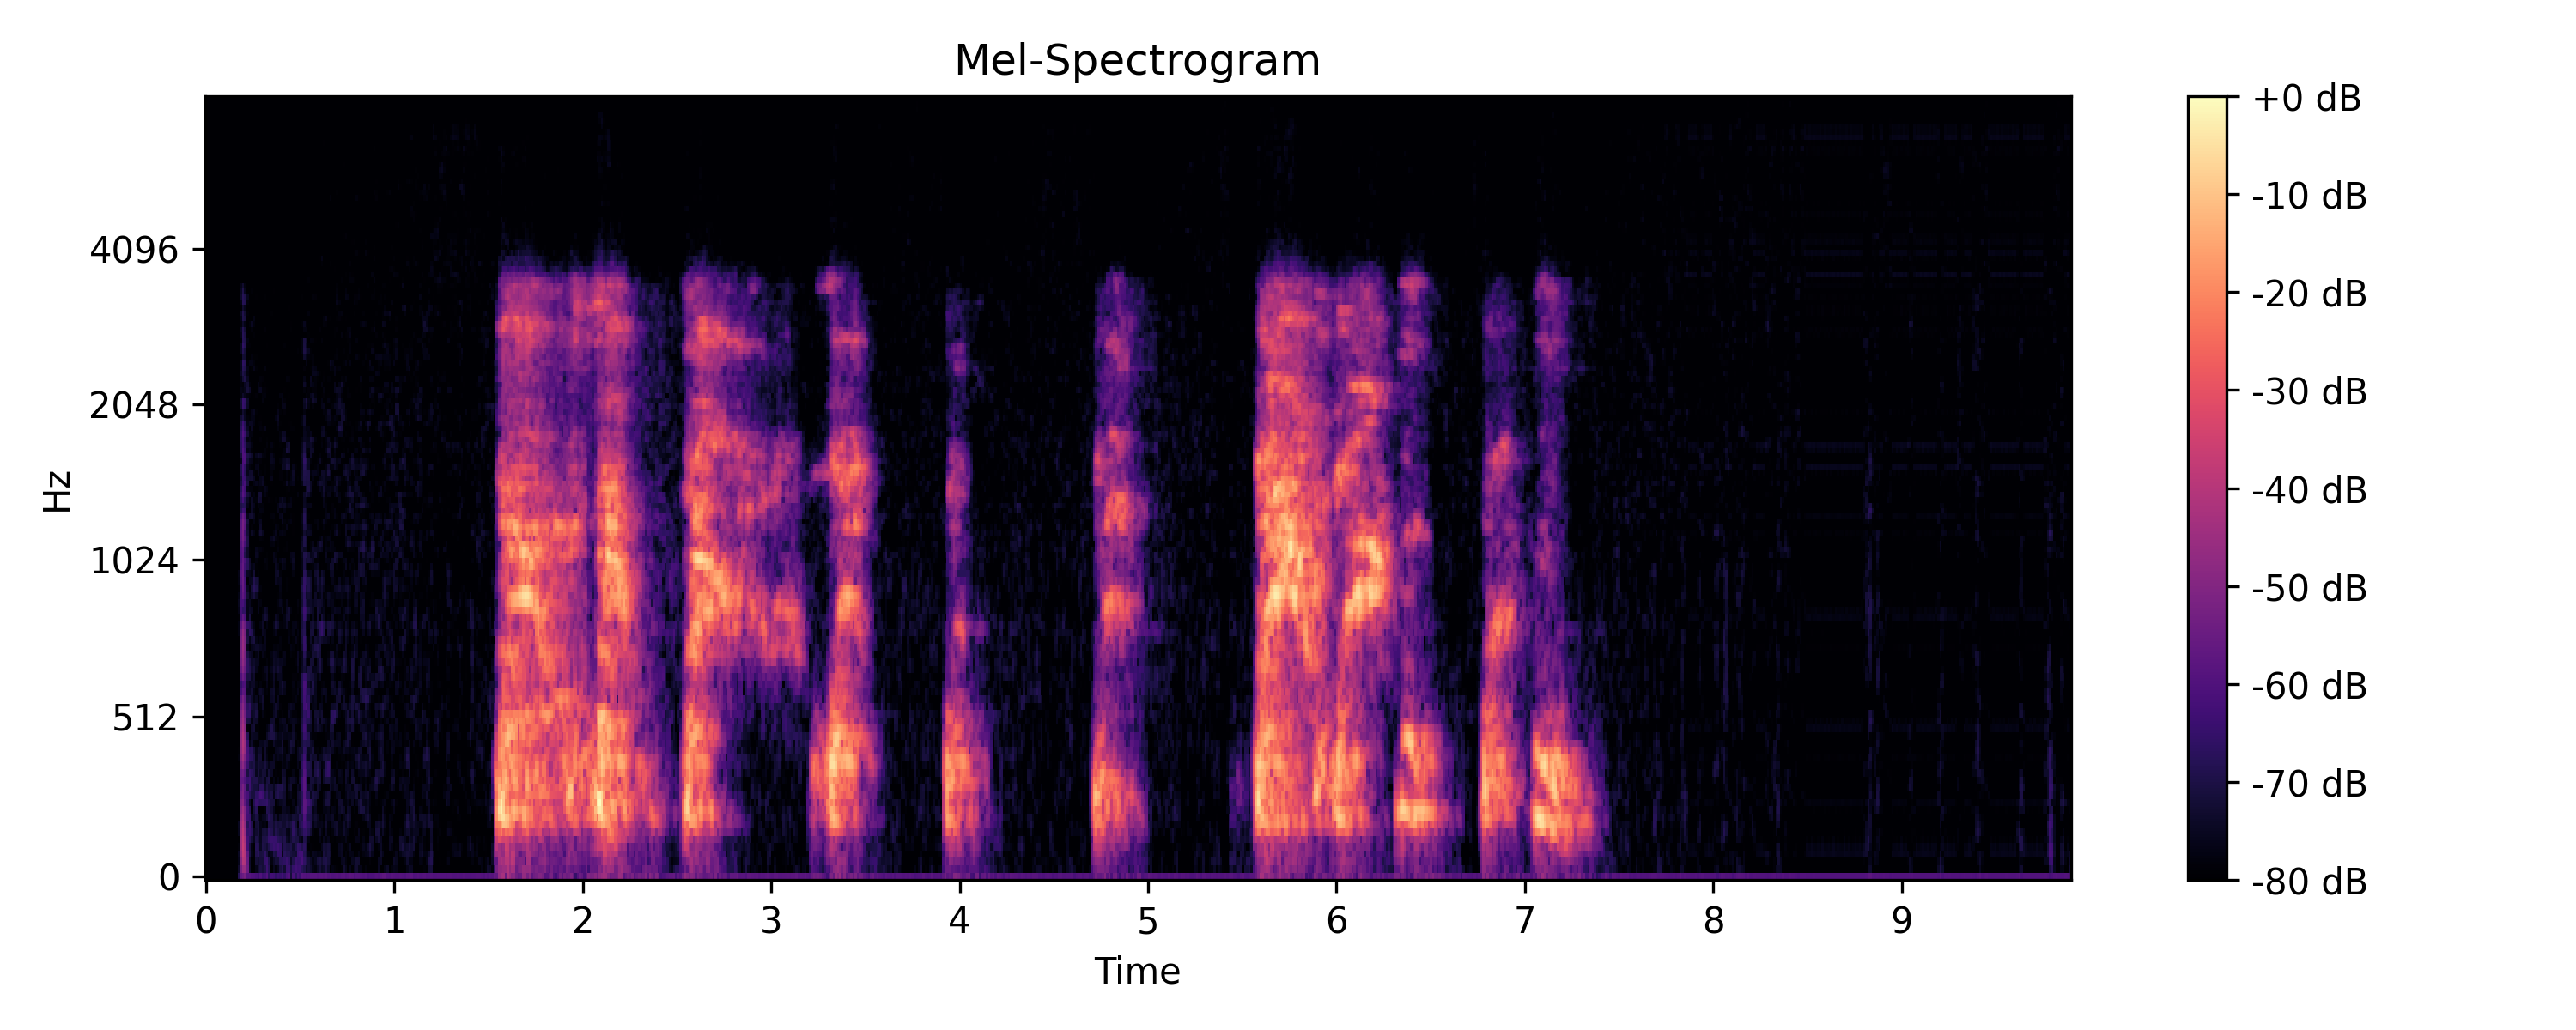 Mel-Spectrogram
+0 dB
-10 dB
-20 dB
-30 dB
-40 dB
-50 dB
-60 dB
-70 dB
-80 dB
4096
2048
1024
512
0
Hz
0 1 2 3 4 5 6 7 8 9
Time